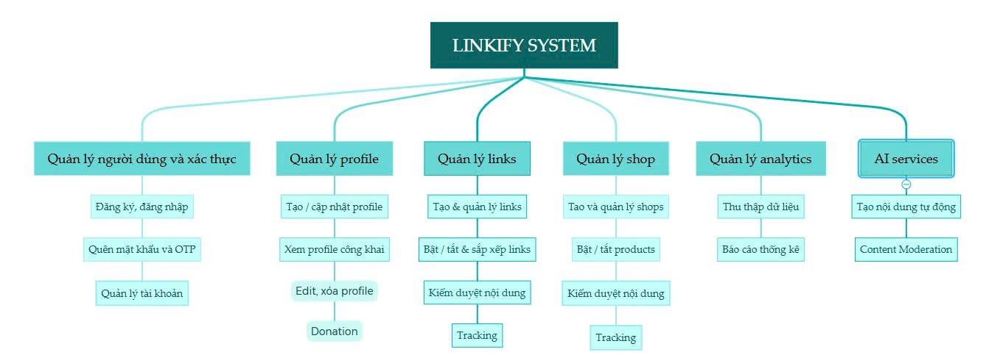 LINKIFY SYSTEM
Quản lý người dùng và xác thực
Quản lý profile
Quản lý links
Quản lý shop
Quản lý analytics
AI services
Đăng ký, đăng nhập
Tạo / cập nhật profile
Tạo & quản lý links
Tao và quản lý shops
Thu thập dữ liệu
Tạo nội dung tự động
Quên mật khẩu và OTP
Xem profile công khai
Bật / tắt & sắp xếp links
Bật / tắt products
Báo cáo thống kê
Content Moderation
Quản lý tài khoản
Edit, xóa profile
Kiểm duyệt nội dung
Kiểm duyệt nội dung
Donation
Tracking
Tracking